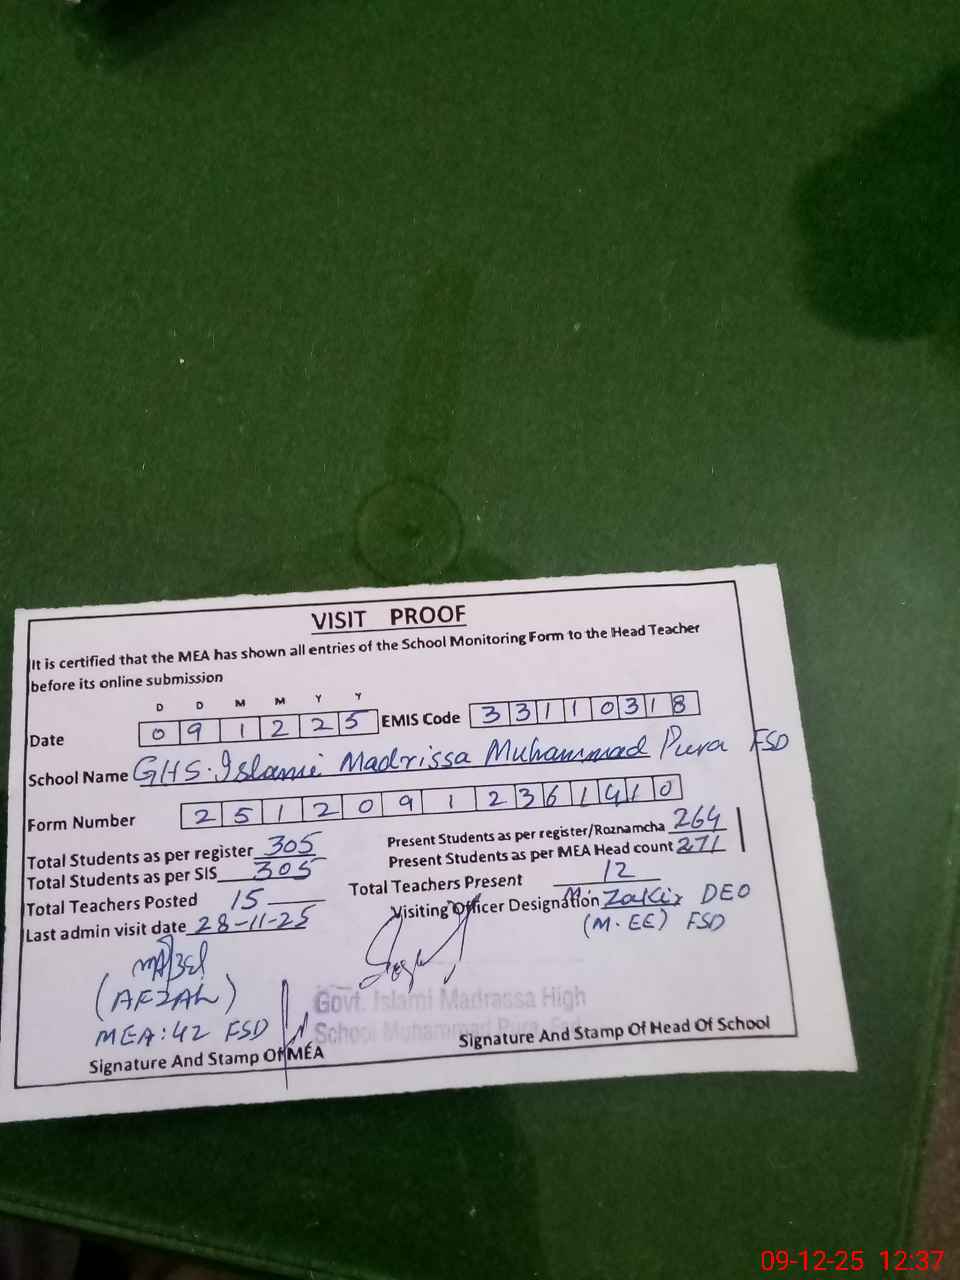 VISIT PROOF
It is certified that the MEA has shown all entries of the School Monitoring Form to the Head Teacher
before its online submission
D D M M Y Y
Date 0 9 1 2 2 5 EMIS Code 3 3 1 1 0 3 1 8
School Name GHS. Islami Madrissa Muhammad Pura FSD
Form Number 2 5 1 2 0 9 1 2 3 6 1 4 1 0
Total Students as per register 305 Present Students as per register/Roznamcha 264
Total Students as per SIS 305 Present Students as per MEA Head count 271
Total Teachers Posted 15 Total Teachers Present 12
Last admin visit date 28-11-25 Visiting Officer Designation Zakir DEO
(M.EE) FSD
(AFZAL)
MEA:42 FSD
Govt. Islami Madrassa High
School Muhammad Pura, Fsd
Signature And Stamp Of MEA Signature And Stamp Of Head Of School
09-12-25 12:37